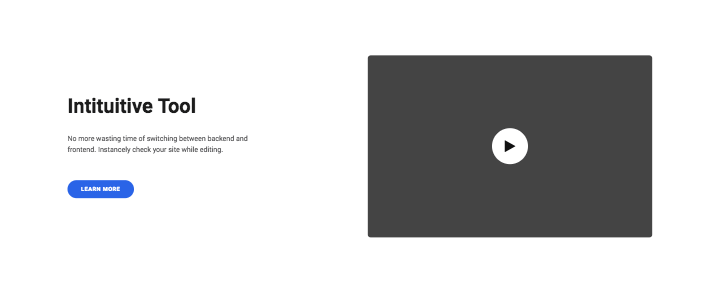 Intituitive Tool
No more wasting time of switching between backend and
frontend. Instancely check your site while editing.
LEARN MORE